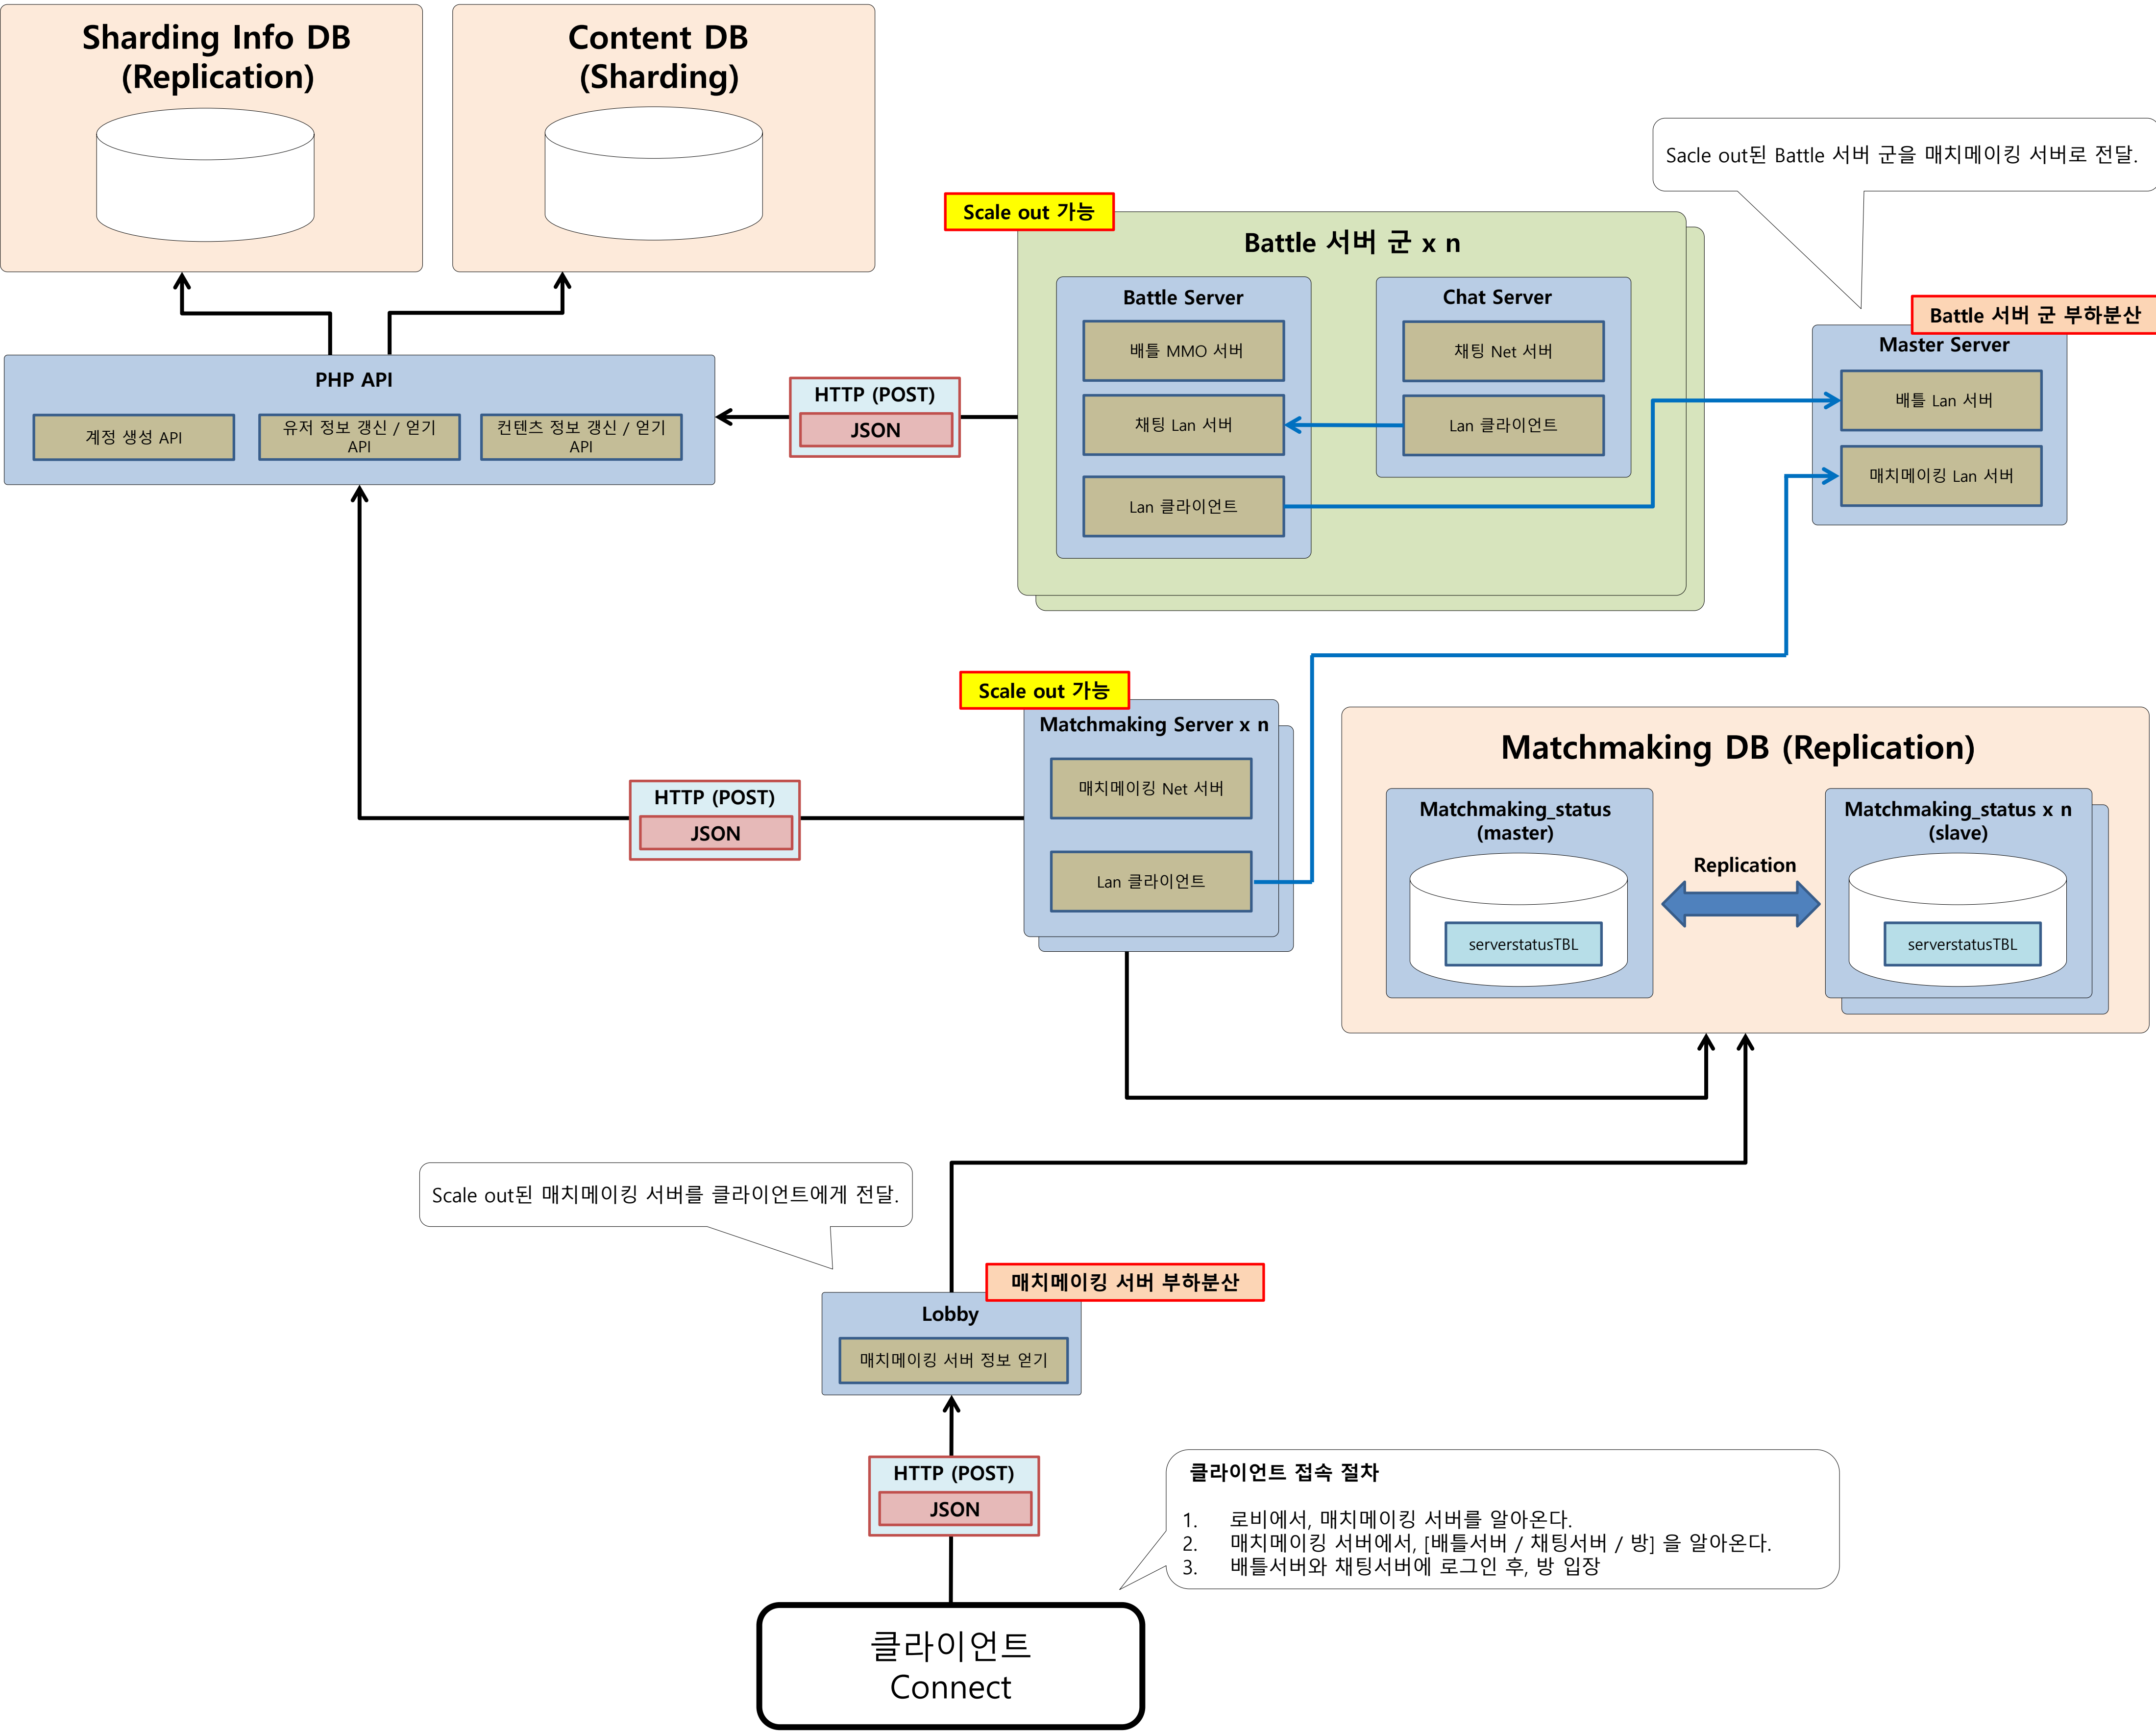 Sharding Info DB
(Replication)
Content DB
(Sharding)
Sacle out된 Battle 서버 군을 매치메이킹 서버로 전달.
Scale out 가능
Battle 서버 군 x n
Battle Server
배틀 MMO 서버
채팅 Lan 서버
Lan 클라이언트
Chat Server
채팅 Net 서버
Lan 클라이언트
Battle 서버 군 부하분산
Master Server
배틀 Lan 서버
매치메이킹 Lan 서버
PHP API
계정 생성 API
유저 정보 갱신 / 얻기
API
컨텐츠 정보 갱신 / 얻기
API
HTTP (POST)
JSON
Scale out 가능
Matchmaking Server x n
매치메이킹 Net 서버
Lan 클라이언트
HTTP (POST)
JSON
Matchmaking DB (Replication)
Matchmaking_status
(master)
serverstatusTBL
Replication
Matchmaking_status x n
(slave)
serverstatusTBL
Scale out된 매치메이킹 서버를 클라이언트에게 전달.
매치메이킹 서버 부하분산
Lobby
매치메이킹 서버 정보 얻기
HTTP (POST)
JSON
클라이언트 접속 절차
1. 로비에서, 매치메이킹 서버를 알아온다.
2. 매치메이킹 서버에서, [배틀서버 / 채팅서버 / 방] 을 알아온다.
3. 배틀서버와 채팅서버에 로그인 후, 방 입장
클라이언트
Connect